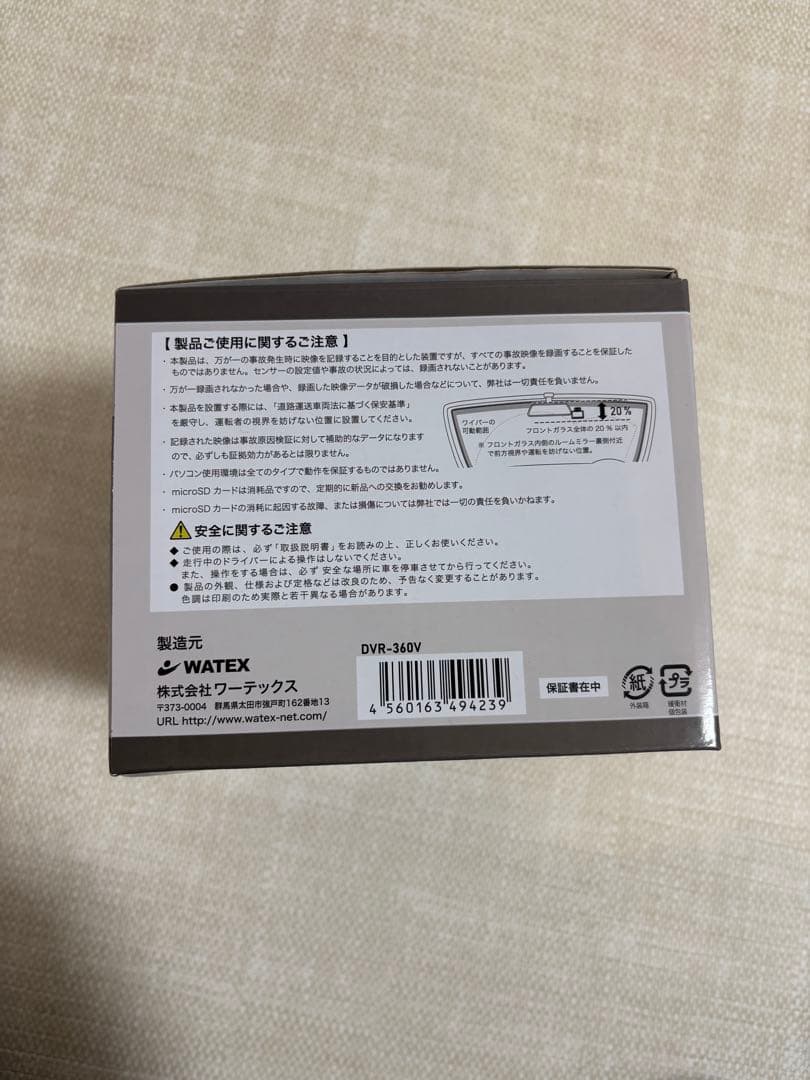 【 製品ご使用に関するご注意 】
・本製品は、万が一の事故発生時に映像を記録することを目的とした装置ですが、すべての事故映像を録画することを保証した
ものではありません。センサーの設定値や事故の状況によっては、録画されないことがあります。
・万が一録画されなかった場合や、録画した映像データが破損した場合などについて、弊社は一切責任を負いません。
・本製品を設置する際には、「道路運送車両法に基づく保安基準」
を厳守し、運転者の視界を妨げない位置に設置してください。
・記録された映像は事故原因検証に対して補助的なデータになります
ので、必ずしも証拠効力があるとは限りません。
・パソコン使用環境は全てのタイプで動作を保証するものではありません。
・microSD カードは消耗品ですので、定期的に新品への交換をお勧めします。
・microSD カードの消耗に起因する故障、または損傷については弊社では一切の責任を負いかねます。
20 %
ワイパーの
可動範囲
フロントガラス全体の 20 % 以内
※ フロントガラス内側のルームミラー裏側付近
で前方視界や運転を妨げない位置。
安全に関するご注意
◆ ご使用の際は、必ず「取扱説明書」をお読みの上、正しくお使いください。
◆ 走行中のドライバーによる操作はしないでください。
また、操作をする場合は、必ず 安全な場所に車を停車させてから行ってください。
● 製品の外観、仕様および定格などは改良のため、予告なく変更することがあります。
色調は印刷のため実際と若干異なる場合があります。
製造元
WATEX
株式会社ワーテックス
〒373-0004 群馬県太田市強戸町162番地13
URL http://www.watex-net.com/
DVR-360V
4 560163 494239
保証書在中
紙
外装箱
プラ
緩衝材
個包装